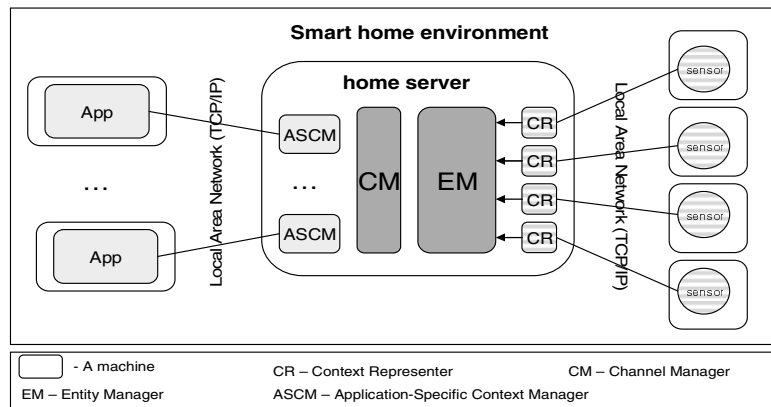 Smart home environment
home server
App
...
App
Local Area Network (TCP/IP)
ASCM
...
ASCM
CM
EM
CR
CR
CR
CR
Local Area Network (TCP/IP)
sensor
sensor
sensor
sensor
- A machine
CR – Context Representer
CM – Channel Manager
EM – Entity Manager
ASCM – Application-Specific Context Manager